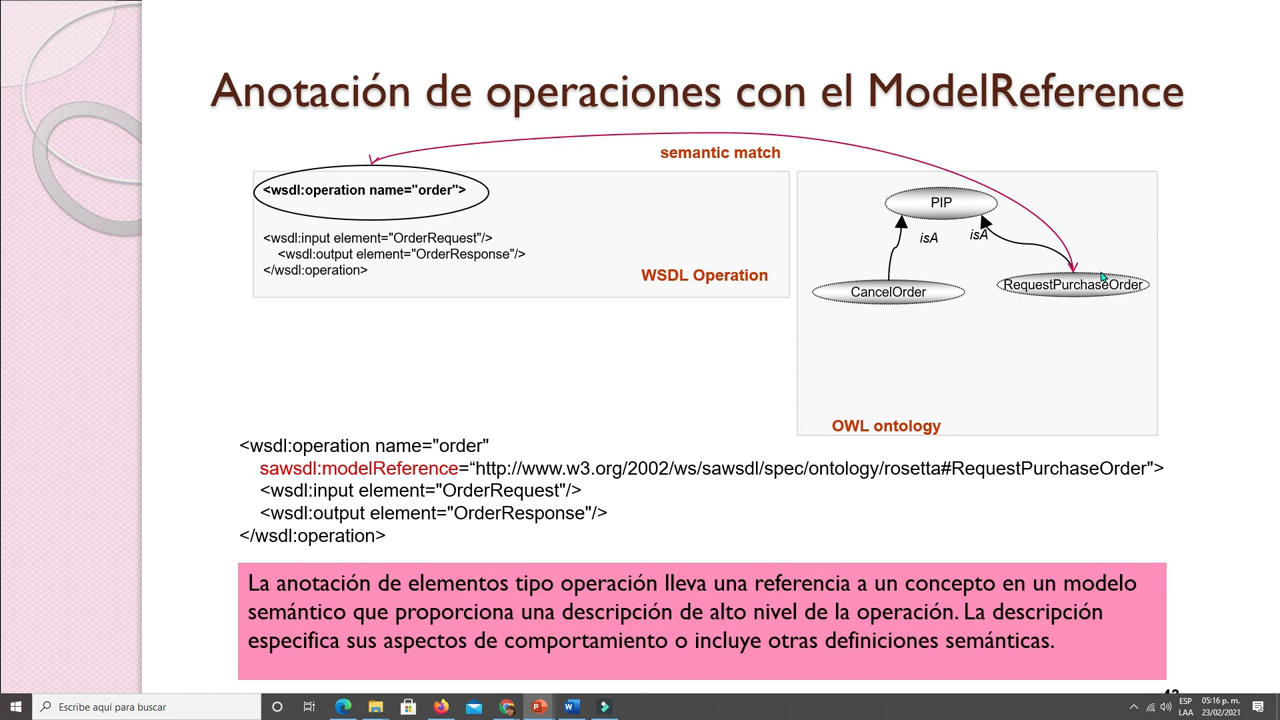 Anotación de operaciones con el ModelReference
semantic match
<wsdl:operation name="order">
<wsdl:input element="OrderRequest"/>
<wsdl:output element="OrderResponse"/>
</wsdl:operation>
WSDL Operation
PIP
isA
isA
CancelOrder
RequestPurchaseOrder
OWL ontology
<wsdl:operation name="order"
sawsdl:modelReference=“http://www.w3.org/2002/ws/sawsdl/spec/ontology/rosetta#RequestPurchaseOrder">
<wsdl:input element="OrderRequest"/>
<wsdl:output element="OrderResponse"/>
</wsdl:operation>
La anotación de elementos tipo operación lleva una referencia a un concepto en un modelo
semántico que proporciona una descripción de alto nivel de la operación. La descripción
especifica sus aspectos de comportamiento o incluye otras definiciones semánticas.
Escribe aquí para buscar
ESP
LAA
05:16 p. m.
23/02/2021